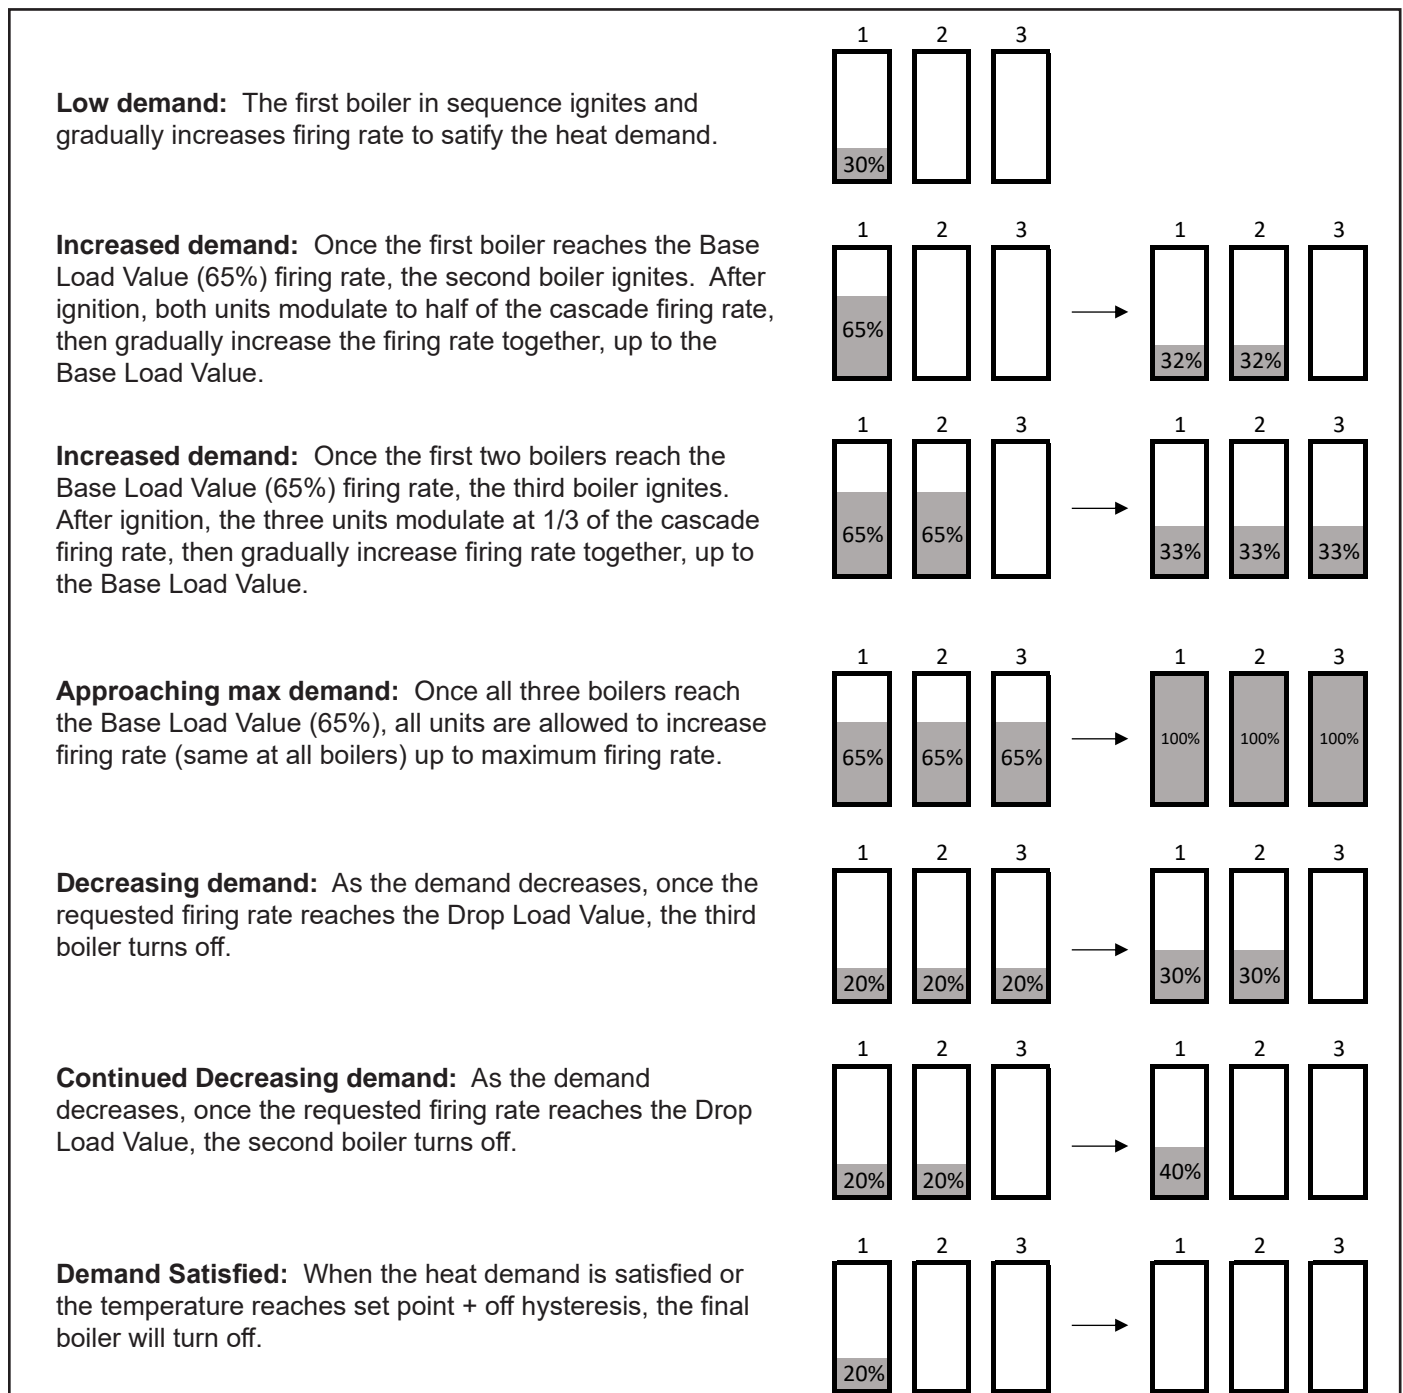 1 2 3
Low demand: The first boiler in sequence ignites and
gradually increases firing rate to satify the heat demand.
30%
Increased demand: Once the first boiler reaches the Base
Load Value (65%) firing rate, the second boiler ignites. After
ignition, both units modulate to half of the cascade firing rate,
then gradually increase the firing rate together, up to the
Base Load Value.
1 2 3 1 2 3
65% 32% 32%
Increased demand: Once the first two boilers reach the
Base Load Value (65%) firing rate, the third boiler ignites.
After ignition, the three units modulate at 1/3 of the cascade
firing rate, then gradually increase firing rate together, up to
the Base Load Value.
1 2 3 1 2 3
65% 65% 33% 33% 33%
Approaching max demand: Once all three boilers reach
the Base Load Value (65%), all units are allowed to increase
firing rate (same at all boilers) up to maximum firing rate.
1 2 3 1 2 3
65% 65% 65% 100% 100% 100%
Decreasing demand: As the demand decreases, once the
requested firing rate reaches the Drop Load Value, the third
boiler turns off.
1 2 3 1 2 3
20% 20% 20% 30% 30%
Continued Decreasing demand: As the demand
decreases, once the requested firing rate reaches the Drop
Load Value, the second boiler turns off.
1 2 3 1 2 3
20% 20% 40%
Demand Satisfied: When the heat demand is satisfied or
the temperature reaches set point + off hysteresis, the final
boiler will turn off.
1 2 3 1 2 3
20%